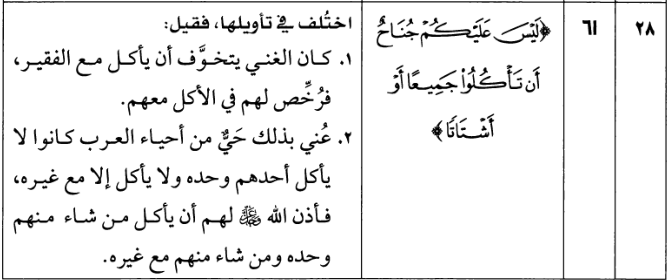 ٢٨
٦١
﴿لَيْسَ عَلَيْكُمْ جُنَاحٌ
أَن تَأْكُلُوا۟ جَمِيعًا أَوْ
أَشْتَاتًا﴾
اختُلف في تأويلها، فقيل:
١. كان الغني يتخوَّف أن يأكل مع الفقير،
فرُخِّص لهم في الأكل معهم.
٢. عُني بذلك حَيٌّ من أحياء العرب كانوا لا
يأكل أحدهم وحده ولا يأكل إلا مع غيره،
فأذن الله ﷻ لهم أن يأكل من شاء منهم
وحده ومن شاء منهم مع غيره.